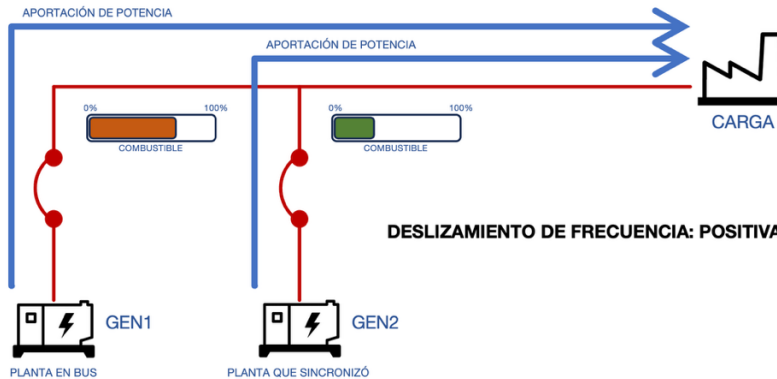 APORTACIÓN DE POTENCIA
APORTACIÓN DE POTENCIA
0% 100%
COMBUSTIBLE
0% 100%
COMBUSTIBLE
CARGA
DESLIZAMIENTO DE FRECUENCIA: POSITIVA
GEN1
GEN2
PLANTA EN BUS
PLANTA QUE SINCRONIZÓ